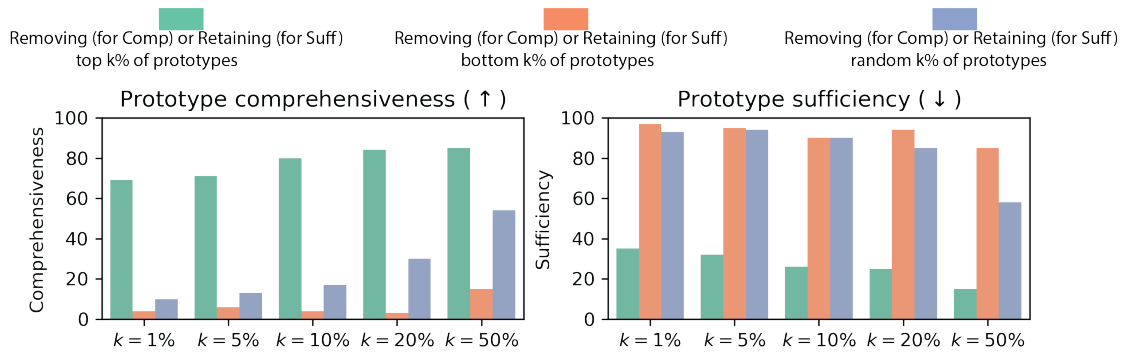 Removing (for Comp) or Retaining (for Suff)
top k% of prototypes
Removing (for Comp) or Retaining (for Suff)
bottom k% of prototypes
Removing (for Comp) or Retaining (for Suff)
random k% of prototypes
Prototype comprehensiveness ( ↑ )
Comprehensiveness
100
80
60
40
20
0
k = 1%
k = 5%
k = 10%
k = 20%
k = 50%
Prototype sufficiency ( ↓ )
Sufficiency
100
80
60
40
20
0
k = 1%
k = 5%
k = 10%
k = 20%
k = 50%